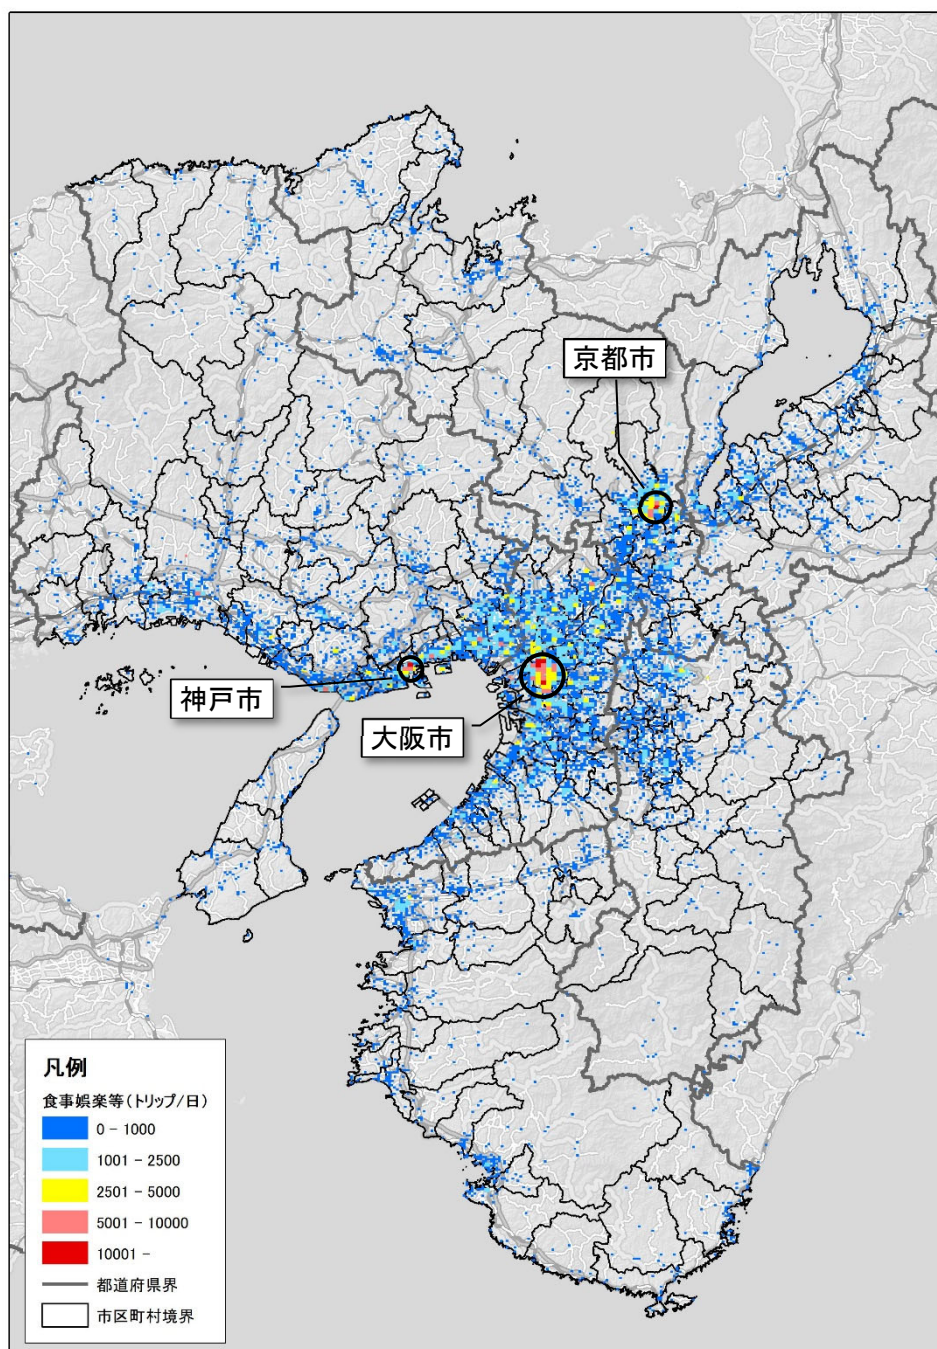 京都市
神戸市
大阪市
凡例
食事娯楽等(トリップ/日)
0 - 1000
1001 - 2500
2501 - 5000
5001 - 10000
10001 -
都道府県界
市区町村境界